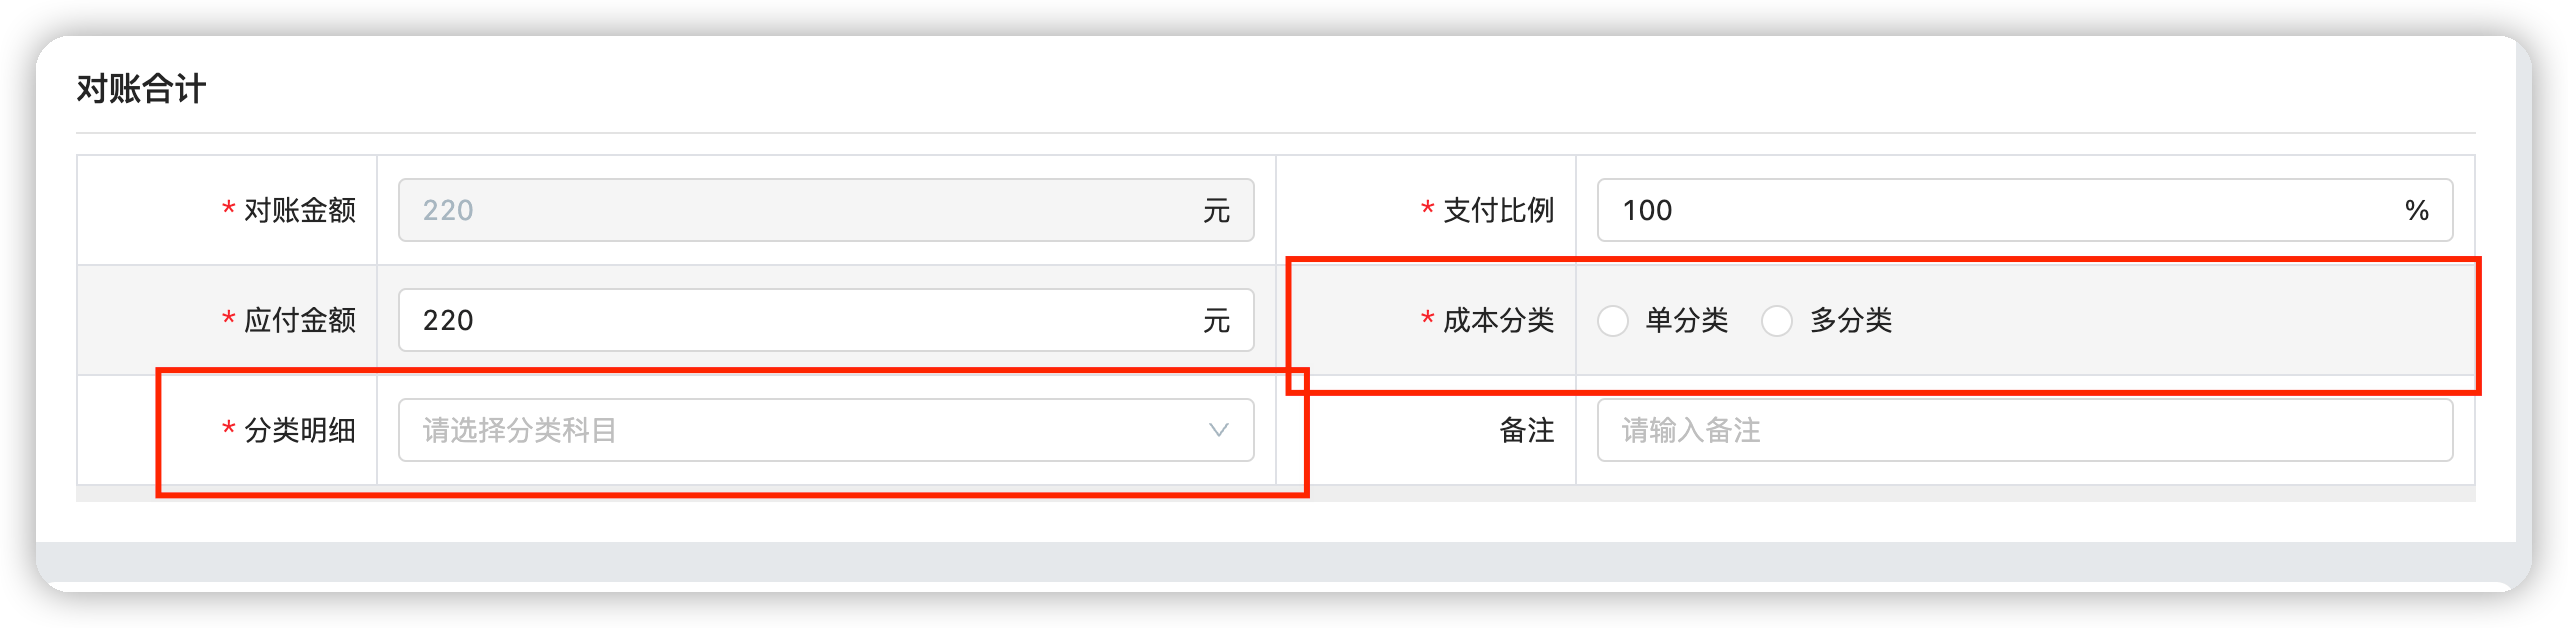 对账合计
* 对账金额 220 元 * 支付比例 100 %
* 应付金额 220 元 * 成本分类 单分类 多分类
* 分类明细 请选择分类科目 备注 请输入备注